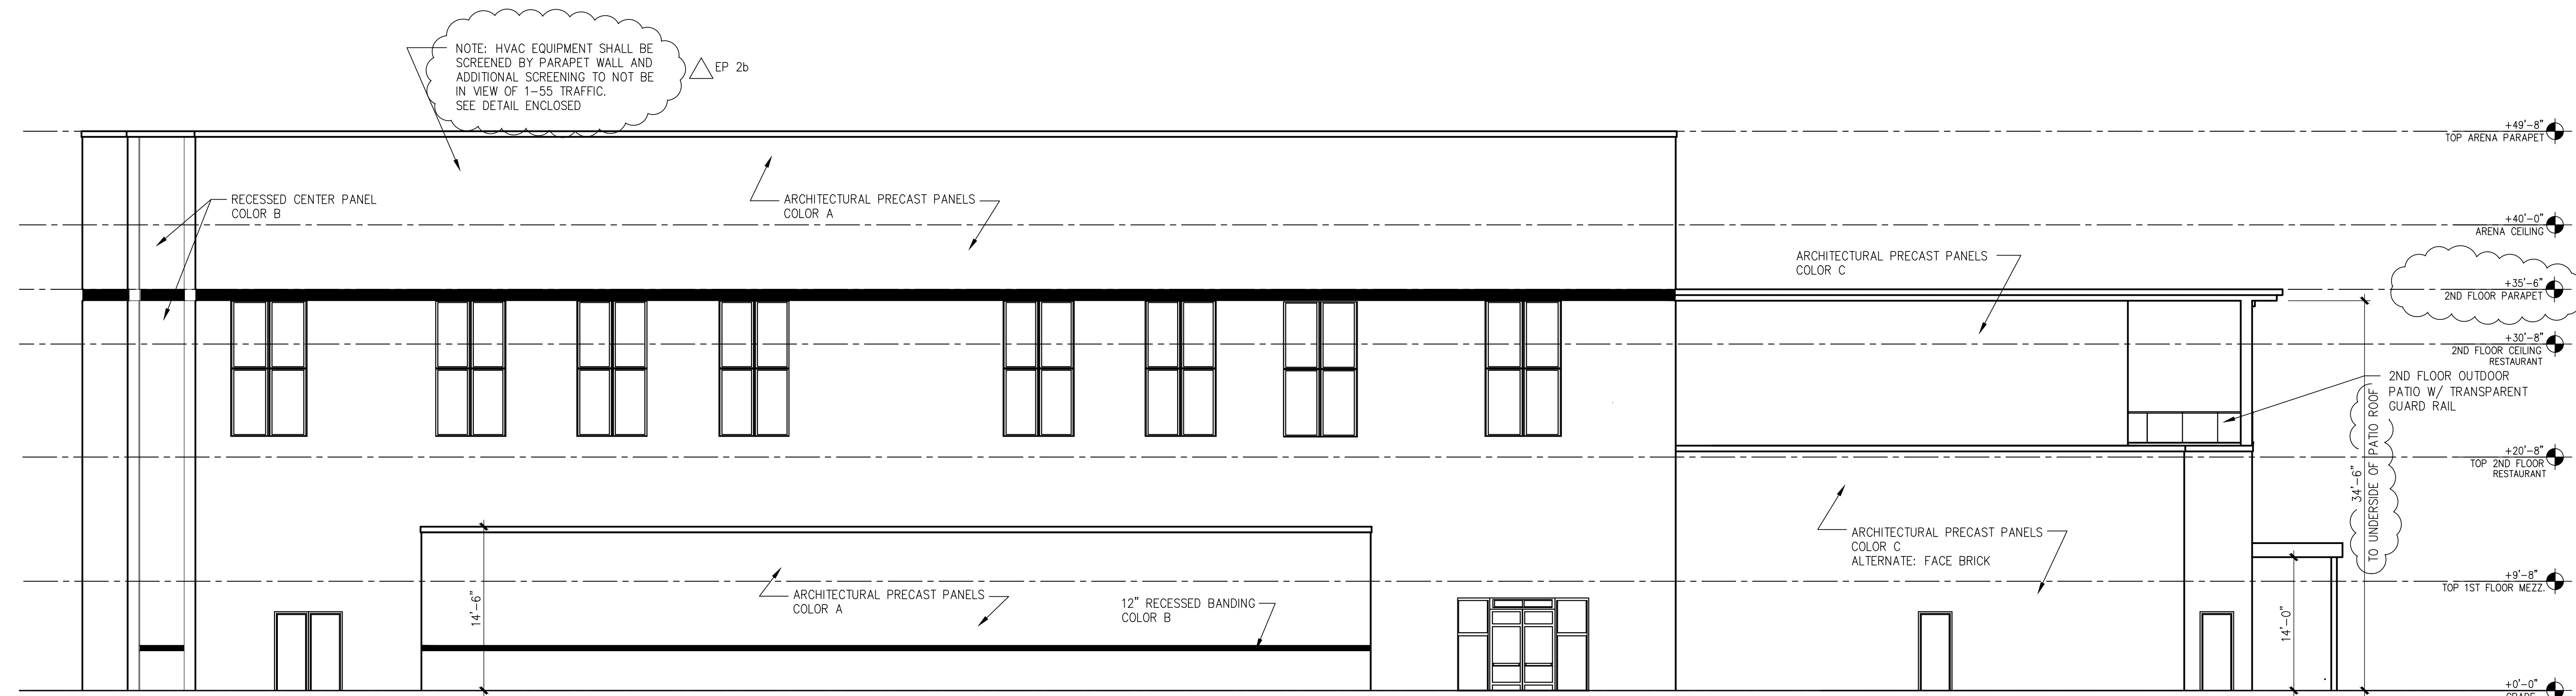 NOTE: HVAC EQUIPMENT SHALL BE
SCREENED BY PARAPET WALL AND
ADDITIONAL SCREENING TO NOT BE
IN VIEW OF 1-55 TRAFFIC.
SEE DETAIL ENCLOSED
EP 2b
+49'-8"
TOP ARENA PARAPET
RECESSED CENTER PANEL
COLOR B
ARCHITECTURAL PRECAST PANELS
COLOR A
+40'-0"
ARENA CEILING
ARCHITECTURAL PRECAST PANELS
COLOR C
+35'-6"
2ND FLOOR PARAPET
+30'-8"
2ND FLOOR CEILING
RESTAURANT
2ND FLOOR OUTDOOR
PATIO W/ TRANSPARENT
GUARD RAIL
+20'-8"
TOP 2ND FLOOR
RESTAURANT
34'-6"
TO UNDERSIDE OF PATIO ROOF
ARCHITECTURAL PRECAST PANELS
COLOR C
ALTERNATE: FACE BRICK
+9'-8"
TOP 1ST FLOOR MEZZ.
14'-6"
ARCHITECTURAL PRECAST PANELS
COLOR A
12" RECESSED BANDING
COLOR B
14'-0"
+0'-0"
GRADE